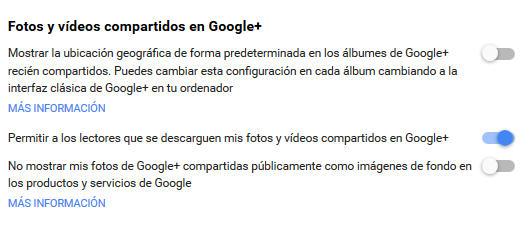 Fotos y vídeos compartidos en Google+
Mostrar la ubicación geográfica de forma predeterminada en los álbumes de Google+
recién compartidos. Puedes cambiar esta configuración en cada álbum cambiando a la
interfaz clásica de Google+ en tu ordenador
MÁS INFORMACIÓN
Permitir a los lectores que se descarguen mis fotos y vídeos compartidos en Google+
No mostrar mis fotos de Google+ compartidas públicamente como imágenes de fondo en
los productos y servicios de Google
MÁS INFORMACIÓN